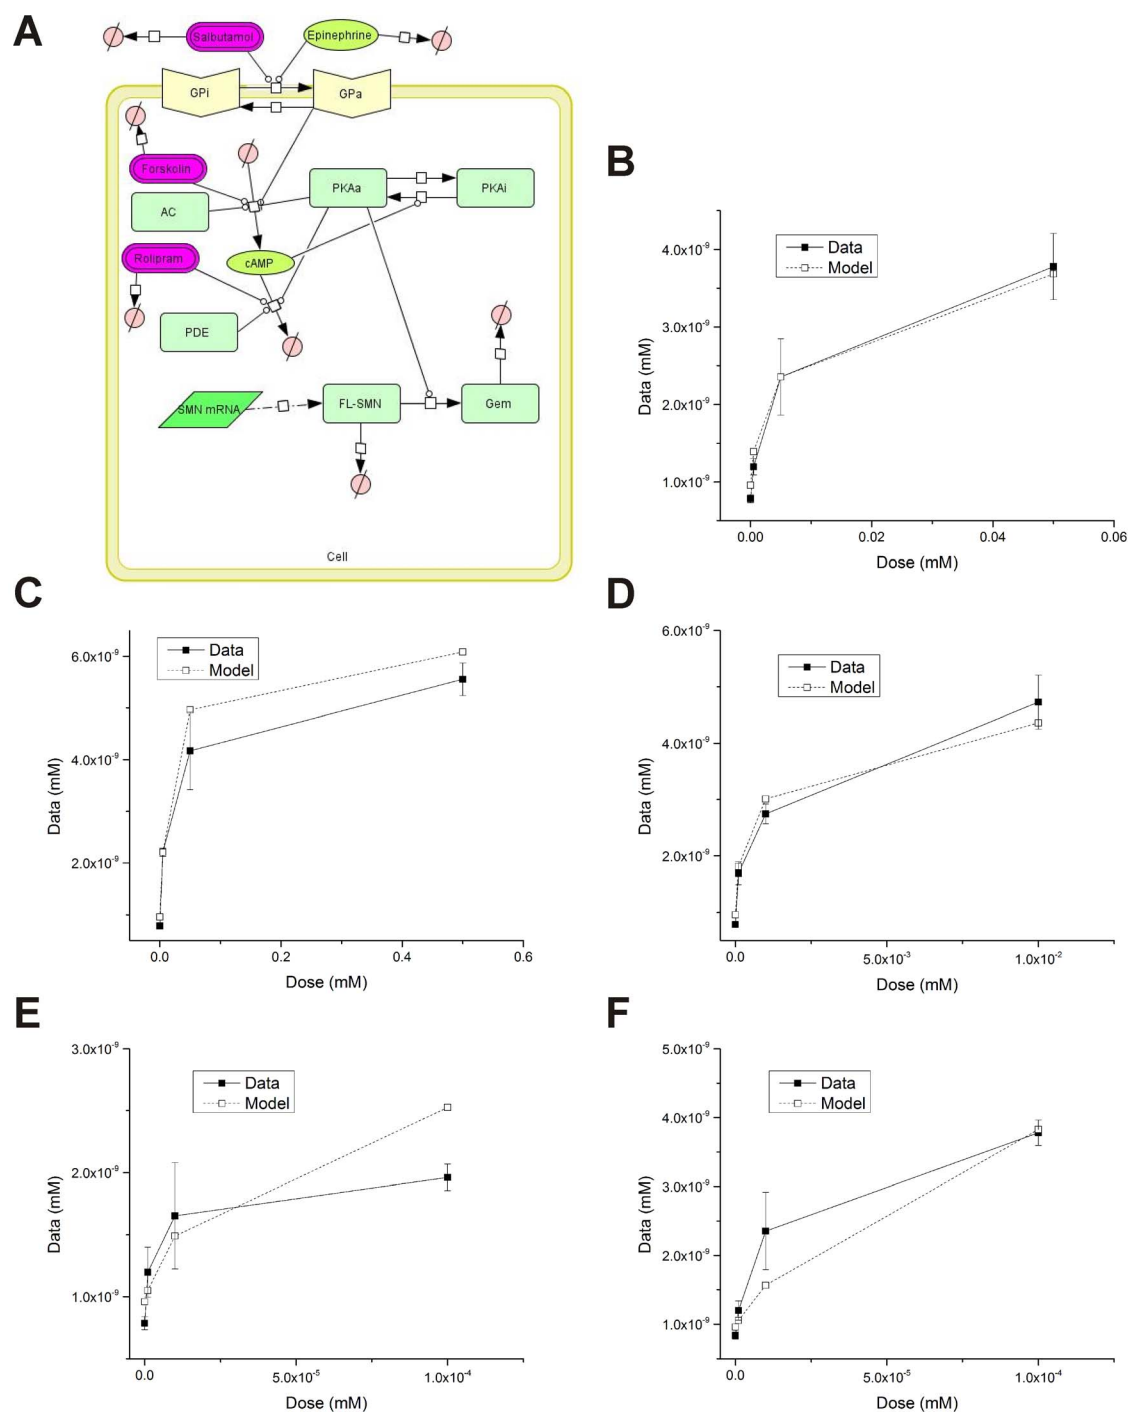 A
Salbutamol
Epinephrine
GPi
GPa
Forskolin
AC
PKAa
PKAi
Rolipram
cAMP
PDE
SMN mRNA
FL-SMN
Gem
Cell
B
Data
Model
4.0x10⁻⁹
3.0x10⁻⁹
2.0x10⁻⁹
1.0x10⁻⁹
Data (mM)
0.00
0.02
0.04
0.06
Dose (mM)
C
Data
Model
6.0x10⁻⁹
4.0x10⁻⁹
2.0x10⁻⁹
Data (mM)
0.0
0.2
0.4
0.6
Dose (mM)
D
6.0x10⁻⁹
Data
Model
4.0x10⁻⁹
2.0x10⁻⁹
Data (mM)
0.0
5.0x10⁻³
1.0x10⁻²
Dose (mM)
E
3.0x10⁻⁹
Data
Model
2.0x10⁻⁹
1.0x10⁻⁹
Data (mM)
0.0
5.0x10⁻⁵
1.0x10⁻⁴
Dose (mM)
F
5.0x10⁻⁹
Data
Model
4.0x10⁻⁹
3.0x10⁻⁹
2.0x10⁻⁹
1.0x10⁻⁹
Data (mM)
0.0
5.0x10⁻⁵
1.0x10⁻⁴
Dose (mM)